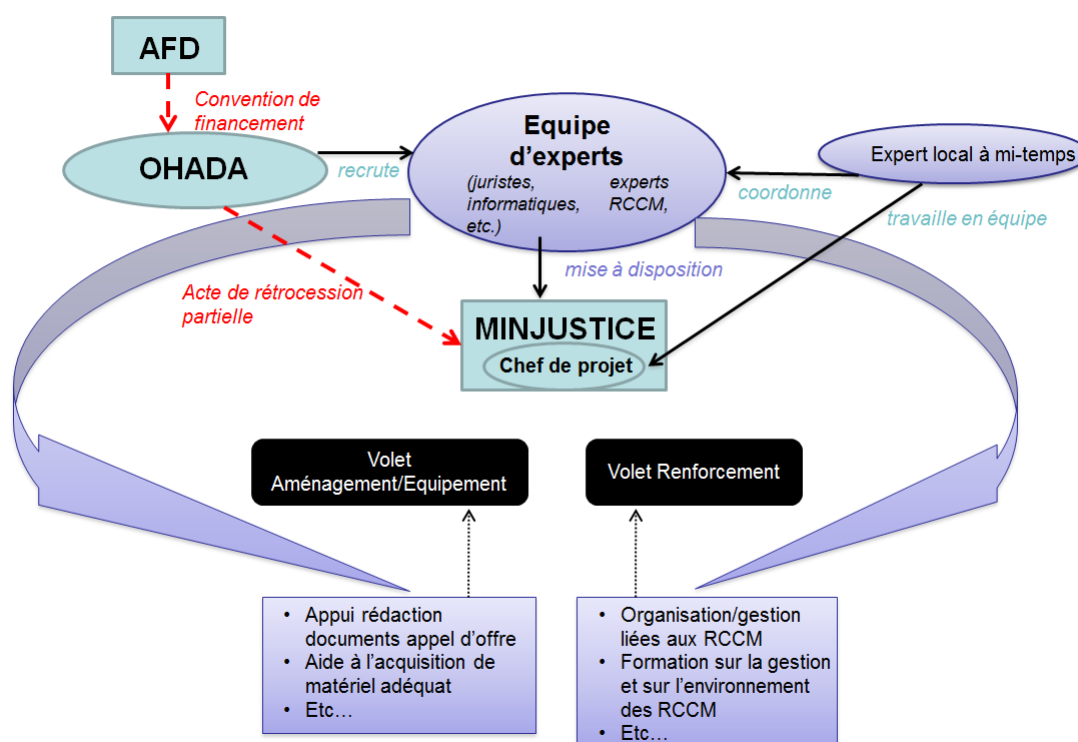 AFD
Convention de
financement
OHADA
recrute
Equipe
d'experts
(juristes, experts
informatiques, RCCM,
etc.)
Expert local à mi-temps
coordonne
travaille en équipe
mise à disposition
Acte de rétrocession
partielle
MINJUSTICE
Chef de projet
Volet
Aménagement/Equipement
Volet Renforcement
• Appui rédaction
documents appel d'offre
• Aide à l'acquisition de
matériel adéquat
• Etc…
• Organisation/gestion
liées aux RCCM
• Formation sur la gestion
et sur l'environnement
des RCCM
• Etc…